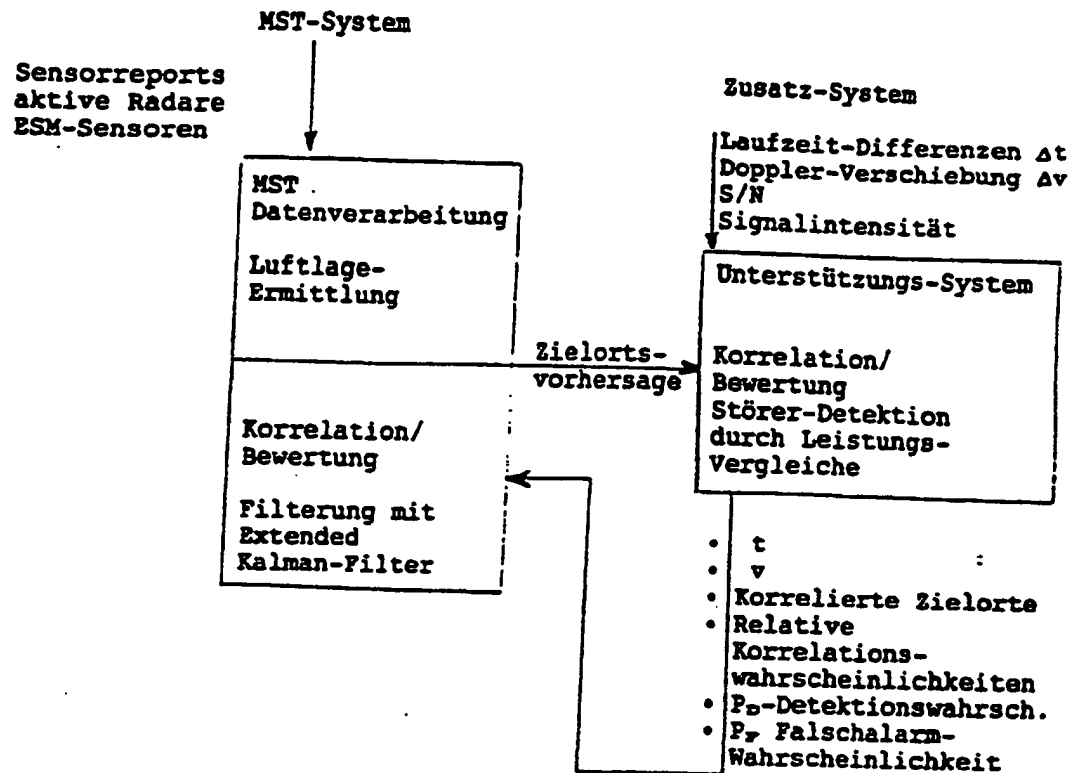 MST-System
Sensorreports
aktive Radare
ESM-Sensoren
MST
Datenverarbeitung
Luftlage-
Ermittlung
Korrelation/
Bewertung
Filterung mit
Extended
Kalman-Filter
Zielorts-
vorhersage
Zusatz-System
Laufzeit-Differenzen Δt
Doppler-Verschiebung Δv
S/N
Signalintensität
Unterstützungs-System
Korrelation/
Bewertung
Störer-Detektion
durch Leistungs-
Vergleiche
• t
• v
• Korrelierte Zielorte
• Relative
Korrelations-
wahrscheinlichkeiten
• P_D-Detektionswahrsch.
• P_F Falschalarm-
Wahrscheinlichkeit